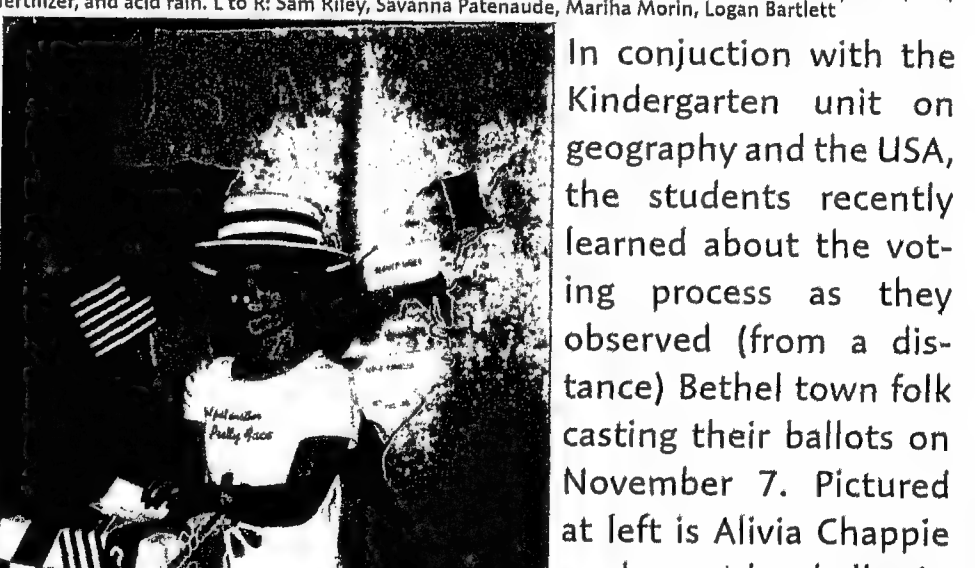 fertilizer, and acid rain. L to R: Sam Riley, Savanna Patenaude, Mariha Morin, Logan Bartlett
In conjuction with the
Kindergarten unit on
geography and the USA,
the students recently
learned about the vot-
ing process as they
observed (from a dis-
tance) Bethel town folk
casting their ballots on
November 7. Pictured
at left is Alivia Chappie
Pretty Face